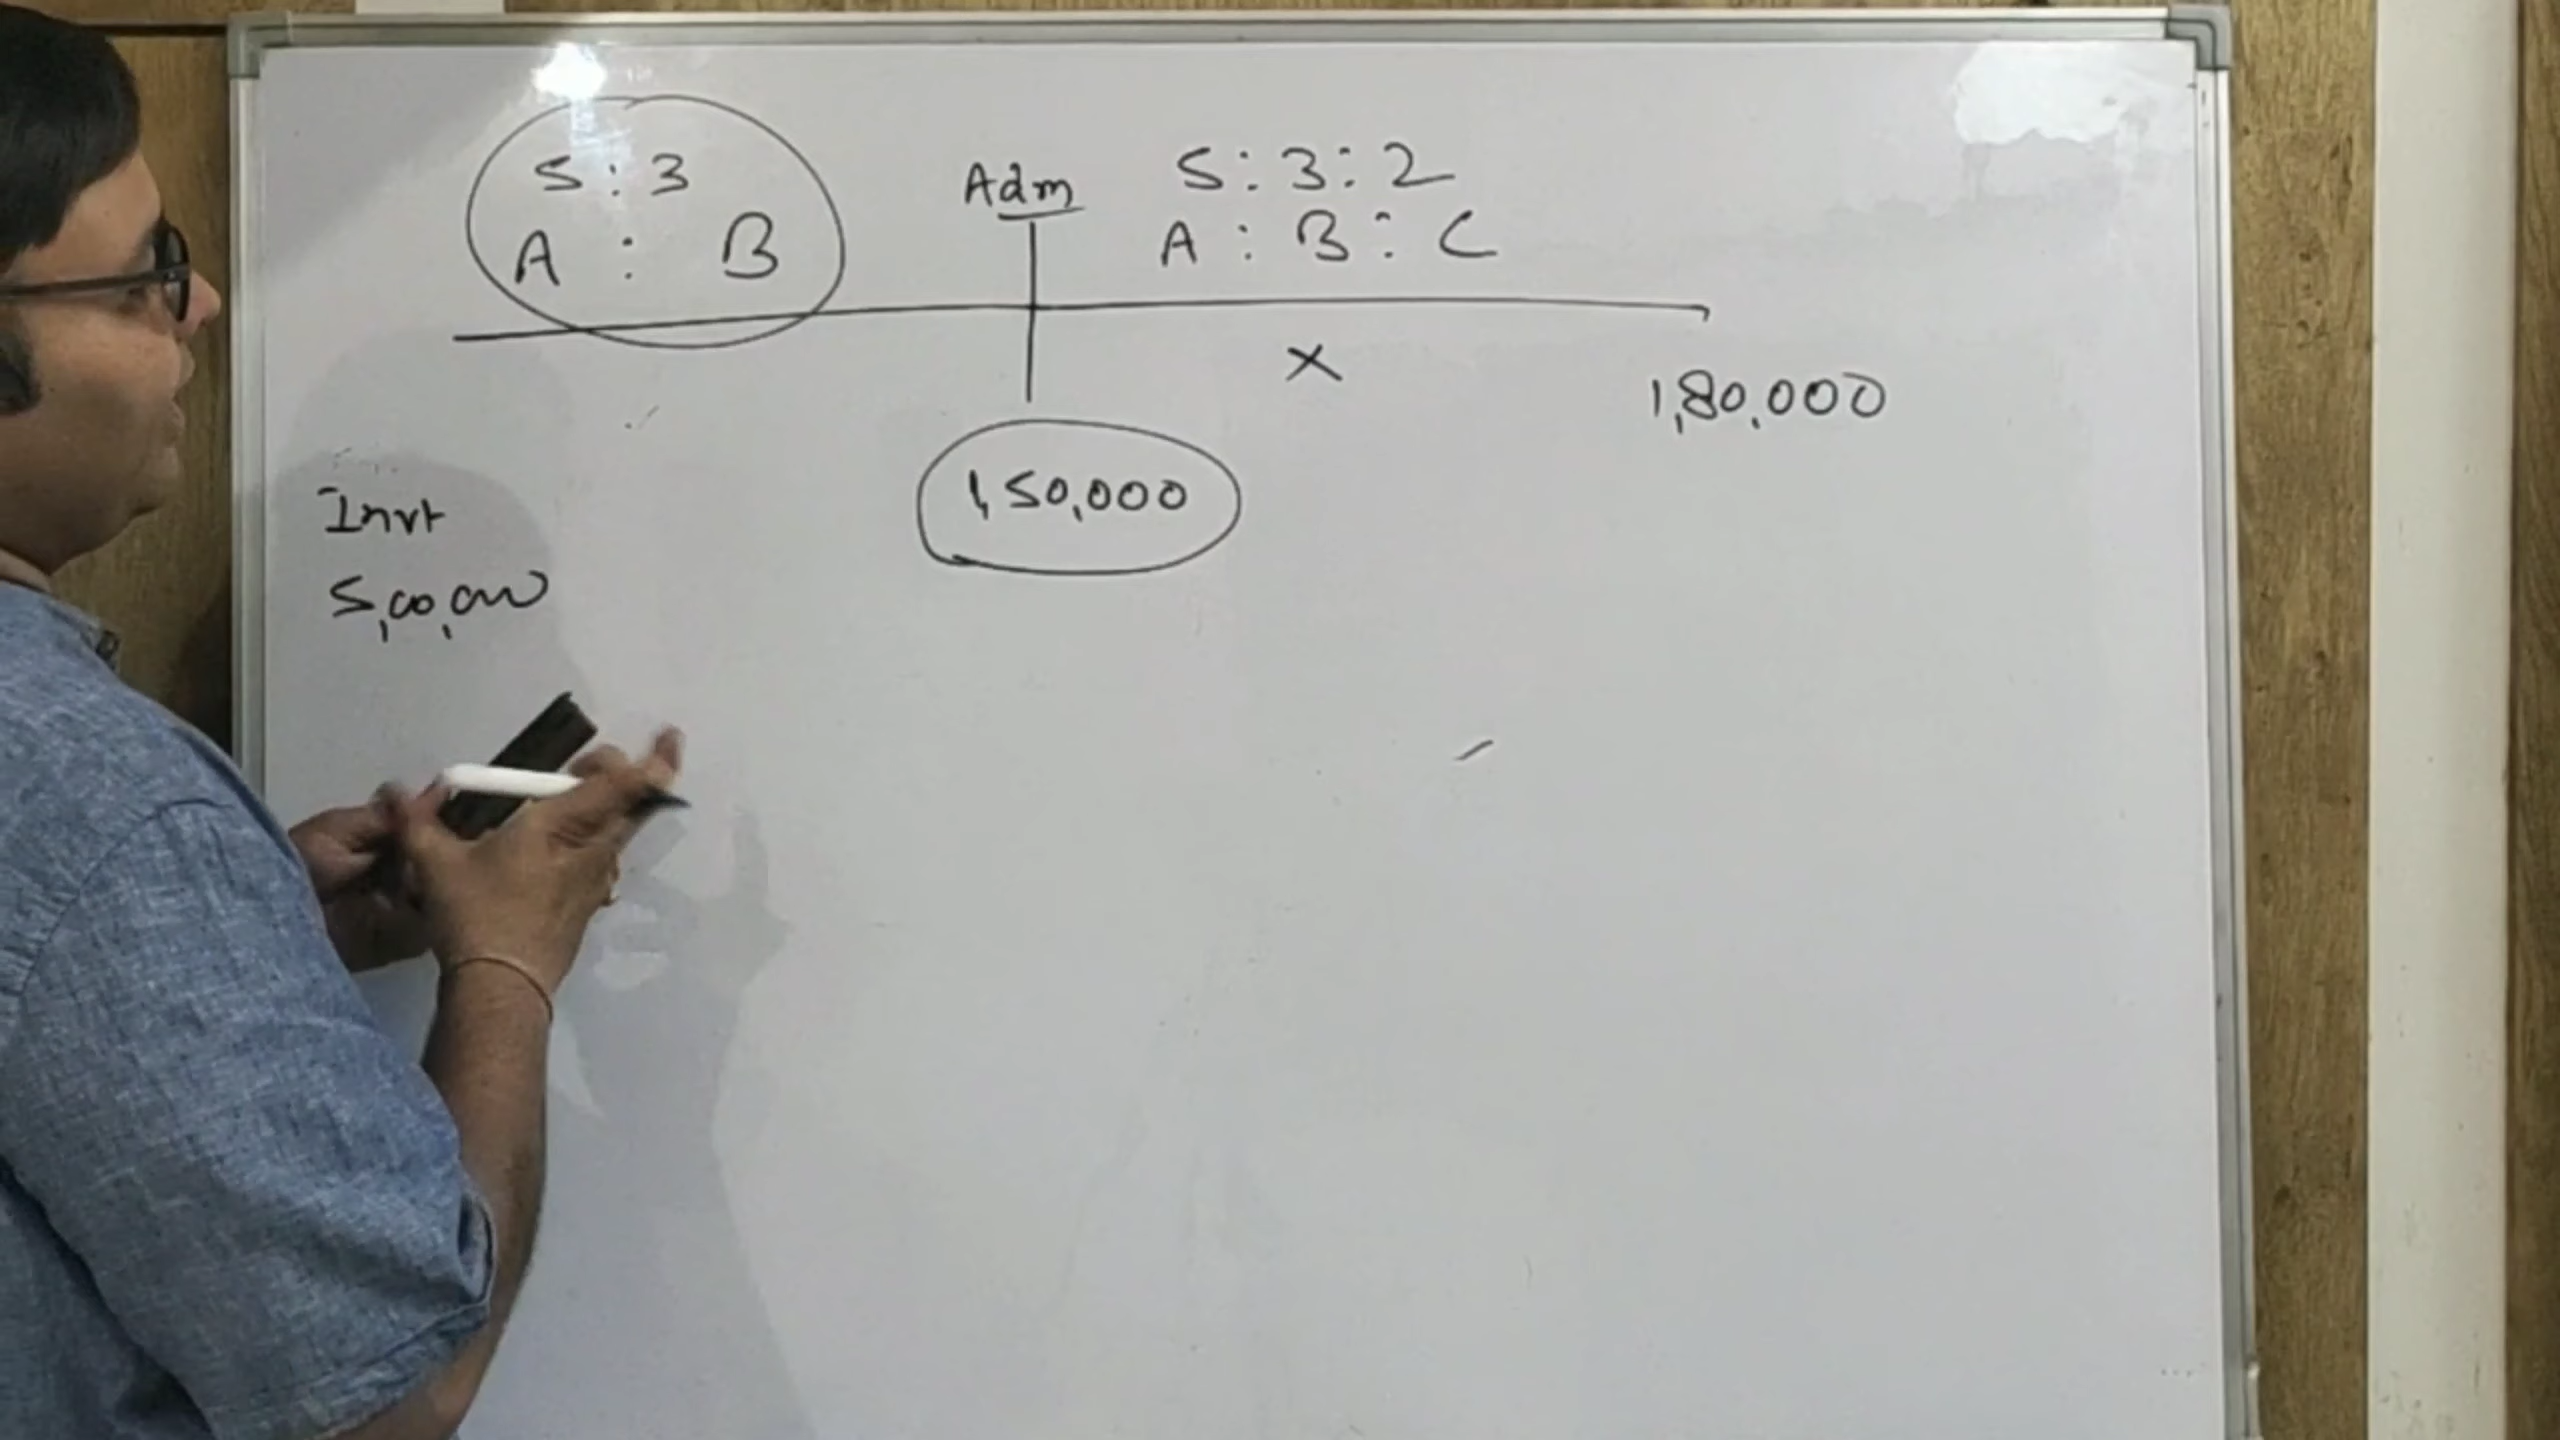 5 : 3
A : B
Adm
5 : 3 : 2
A : B : C
X
1,80,000
1,50,000
Invt
5,00,000